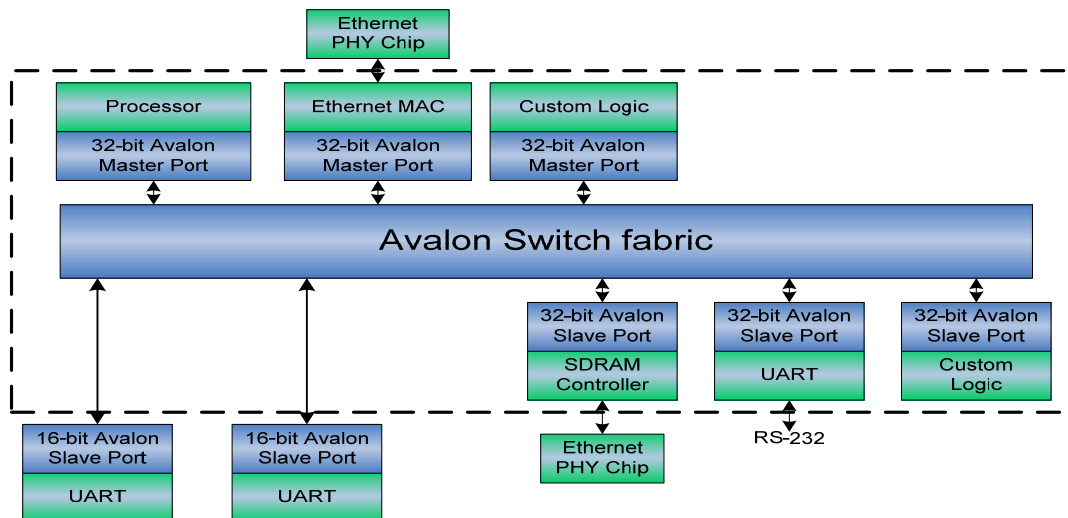 Ethernet
PHY Chip
Processor
32-bit Avalon
Master Port
Ethernet MAC
32-bit Avalon
Master Port
Custom Logic
32-bit Avalon
Master Port
Avalon Switch fabric
32-bit Avalon
Slave Port
SDRAM
Controller
32-bit Avalon
Slave Port
UART
32-bit Avalon
Slave Port
Custom
Logic
16-bit Avalon
Slave Port
UART
16-bit Avalon
Slave Port
UART
Ethernet
PHY Chip
RS-232